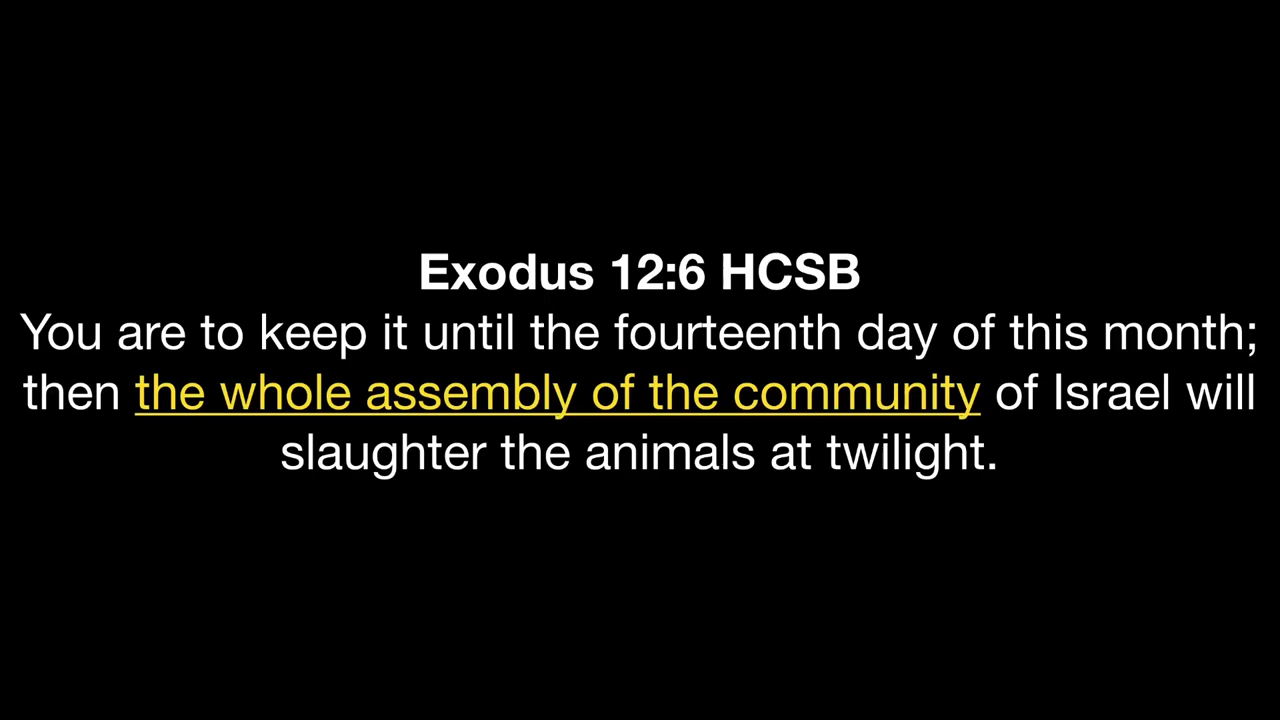 Exodus 12:6 HCSB
You are to keep it until the fourteenth day of this month;
then the whole assembly of the community of Israel will
slaughter the animals at twilight.